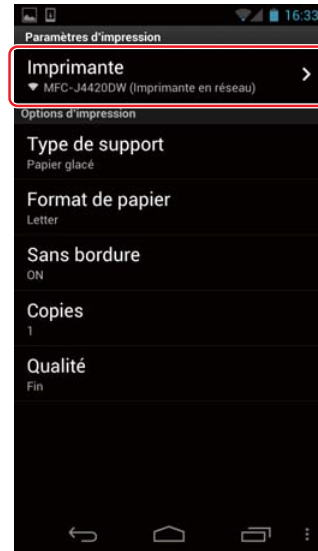 16:33
Paramètres d'impression
Imprimante
MFC-J4420DW (Imprimante en réseau)
Options d'impression
Type de support
Papier glacé
Format de papier
Letter
Sans bordure
ON
Copies
1
Qualité
Fin